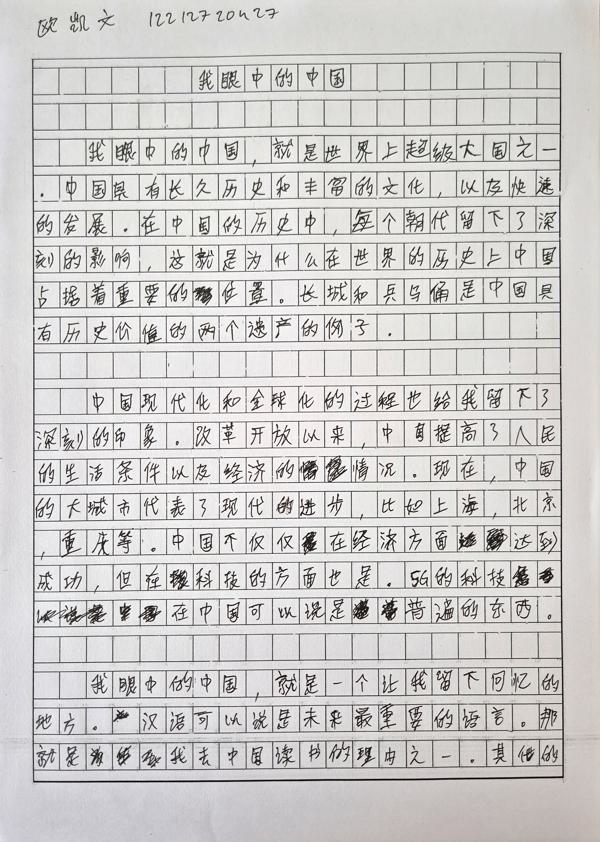 欧凯文 12212720427
我眼中的中国
我眼中的中国，就是世界上超级大国之一
．中国具有长久历史和丰富的文化，以及快速
的发展．在中国的历史中，每个朝代留下了深
刻的影响，这就是为什么在世界的历史上中国
占据着重要的位置。长城和兵马俑是中国具
有历史价值的两个遗产的例子．
中国现代化和全球化的过程也给我留下了
深刻的印象。改革开放以来，中国提高了人民
的生活条件以及经济的情况．现在，中国
的大城市代表了现代的进步，比如上海，北京
，重庆等。中国不仅仅在经济方面达到
成功，但在科技的方面也是．5G的科技
在中国可以说是普遍的东西。
我眼中的中国，就是一个让我留下回忆的
地方。汉语可以说是未来最重要的语言。那
就是我去中国读书的理由之一．其他的